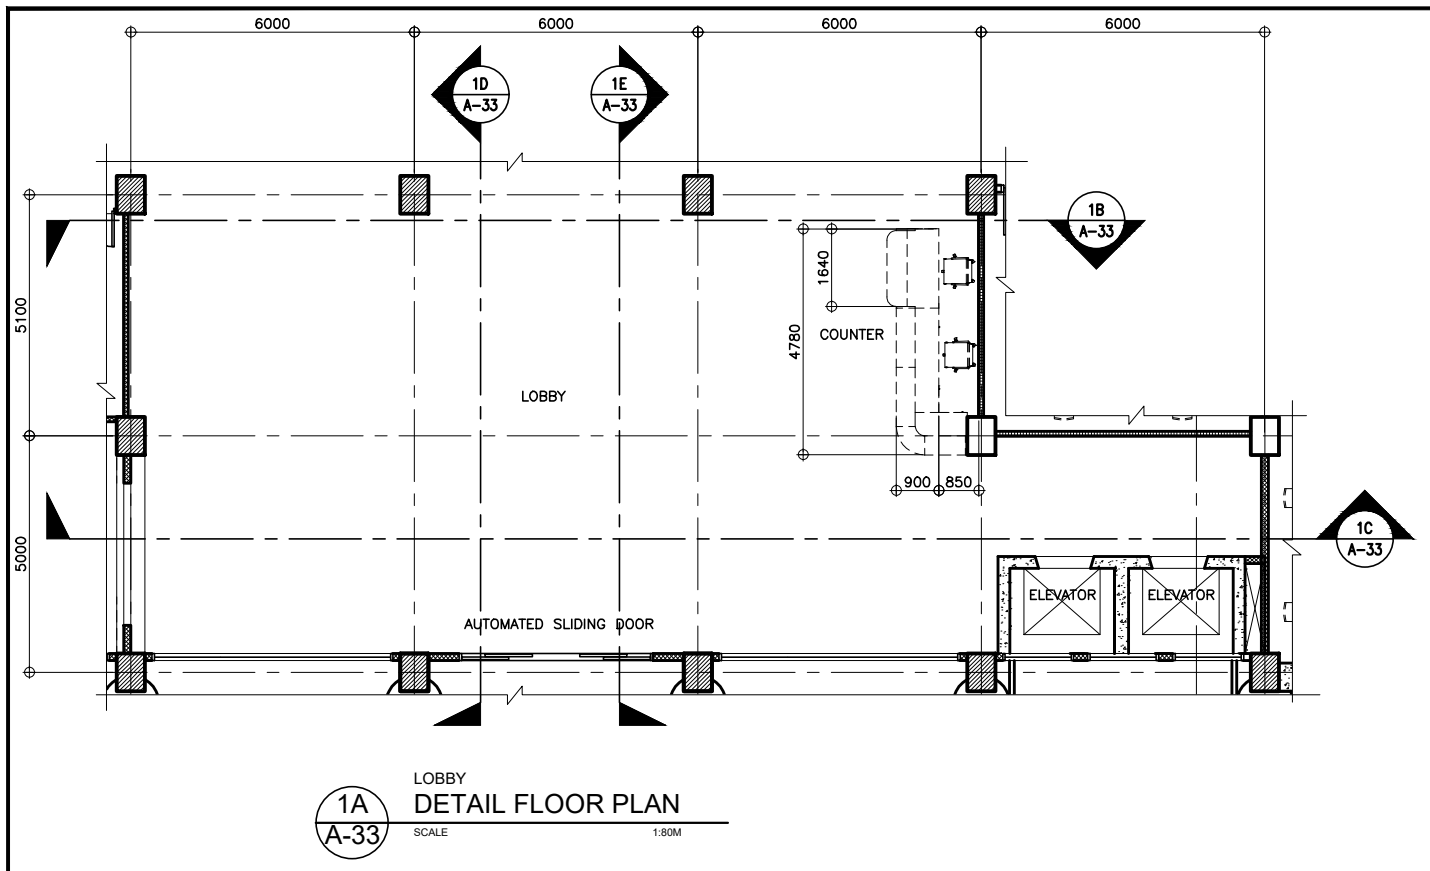 6000
6000
6000
6000
1D
A-33
1E
A-33
1B
A-33
1640
4780
5100
COUNTER
LOBBY
900
850
5000
1C
A-33
ELEVATOR
ELEVATOR
AUTOMATED SLIDING DOOR
LOBBY
1A
DETAIL FLOOR PLAN
A-33
SCALE
1:80M